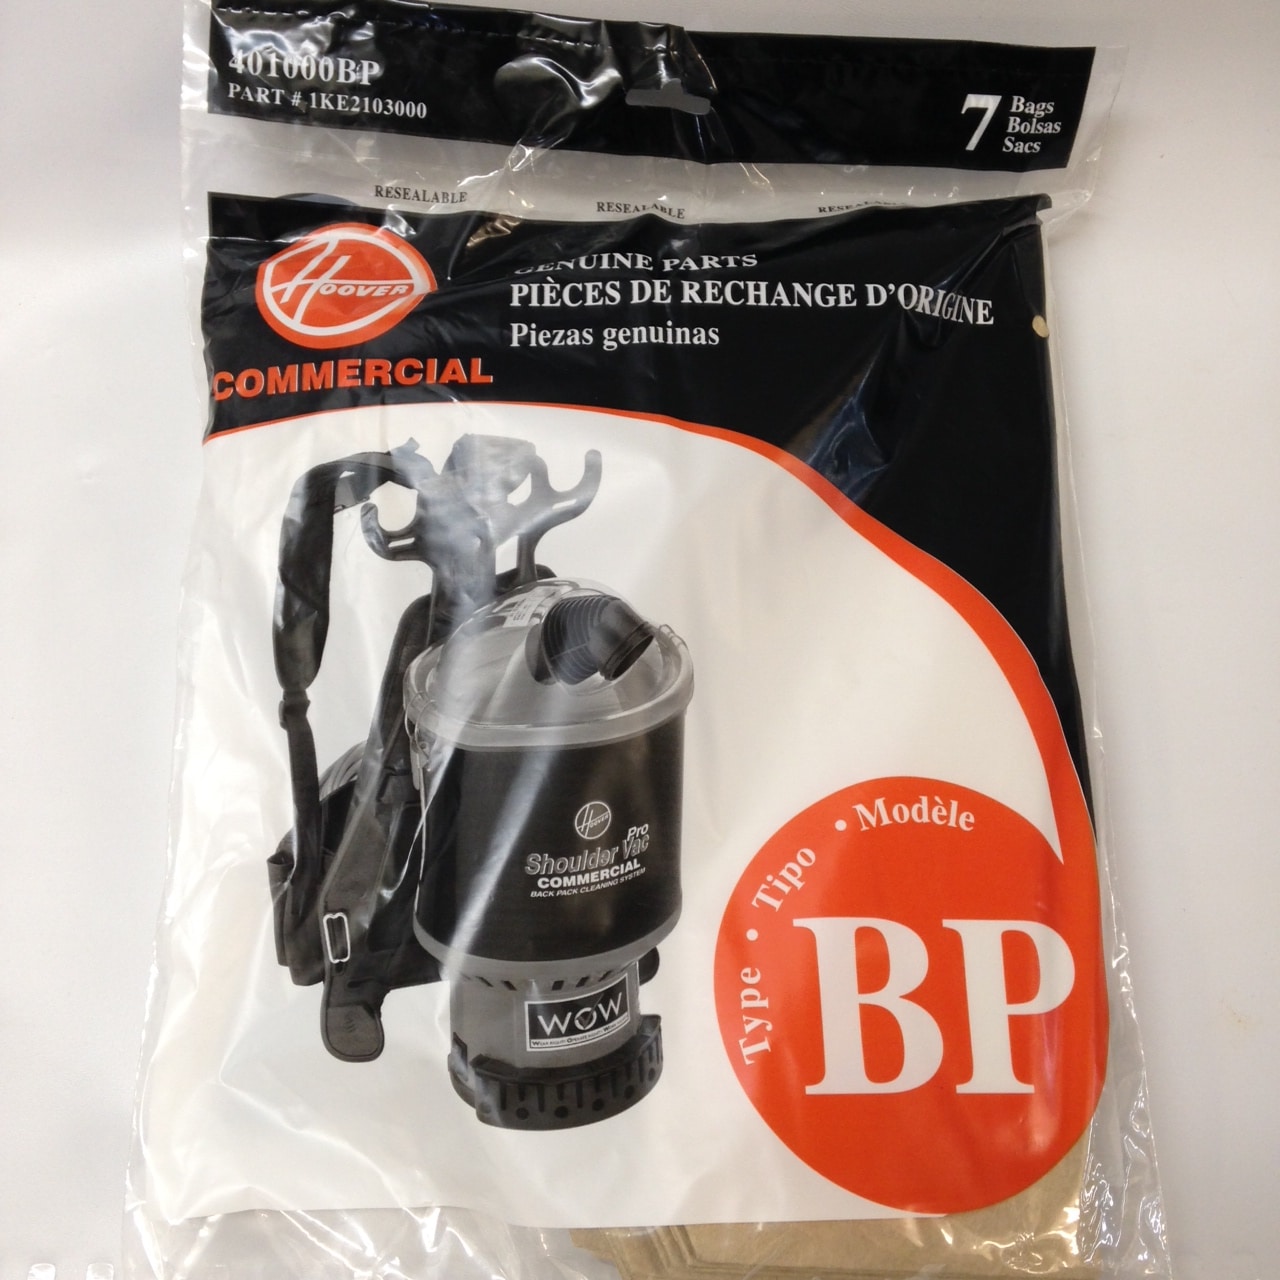 401000BP
PART # 1KE2103000
7
Bags
Bolsas
Sacs
RESEALABLE
RESEALABLE
RESEALABLE
HOOVER
COMMERCIAL
GENUINE PARTS
PIÈCES DE RECHANGE D'ORIGINE
Piezas genuinas
HOOVER
Pro
Shoulder Vac
COMMERCIAL
BACK PACK CLEANING SYSTEM
WOW
Type • Tipo • Modèle
BP